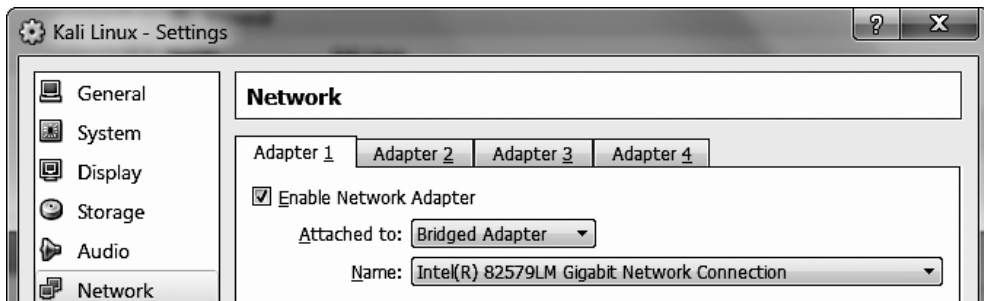 Kali Linux - Settings
?
X
General
System
Display
Storage
Audio
Network
Network
Adapter 1
Adapter 2
Adapter 3
Adapter 4
Enable Network Adapter
Attached to: Bridged Adapter
Name: Intel(R) 82579LM Gigabit Network Connection